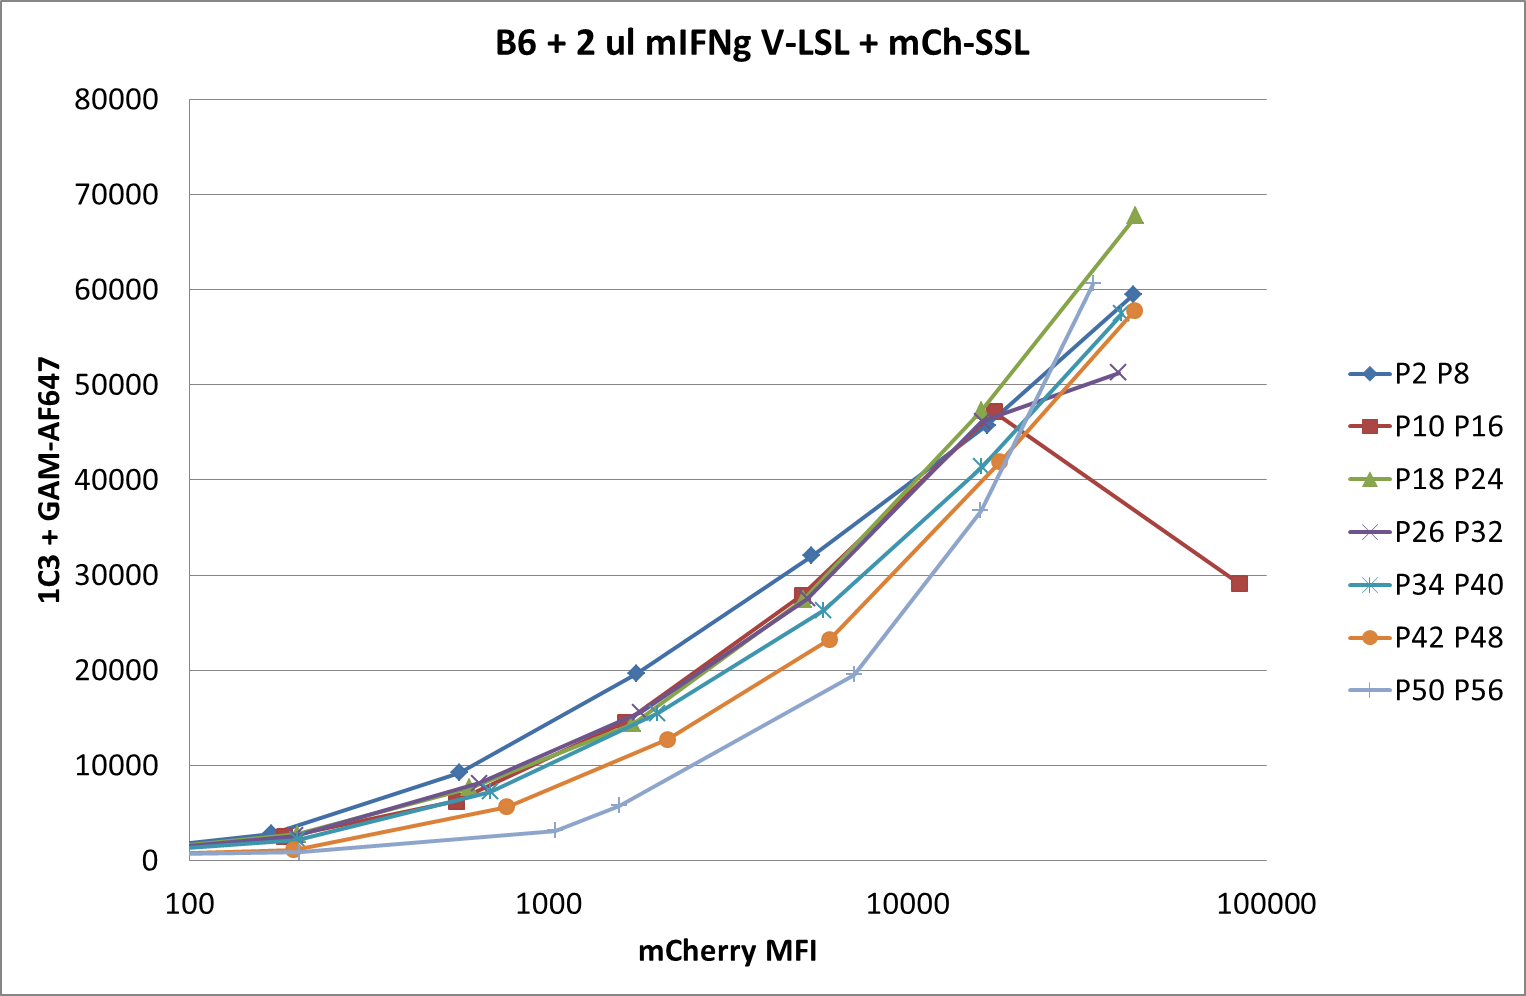 B6 + 2 ul mIFNg V-LSL + mCh-SSL
80000
70000
60000
50000
40000
30000
20000
10000
0
1C3 + GAM-AF647
100
1000
10000
100000
mCherry MFI
P2 P8
P10 P16
P18 P24
P26 P32
P34 P40
P42 P48
P50 P56